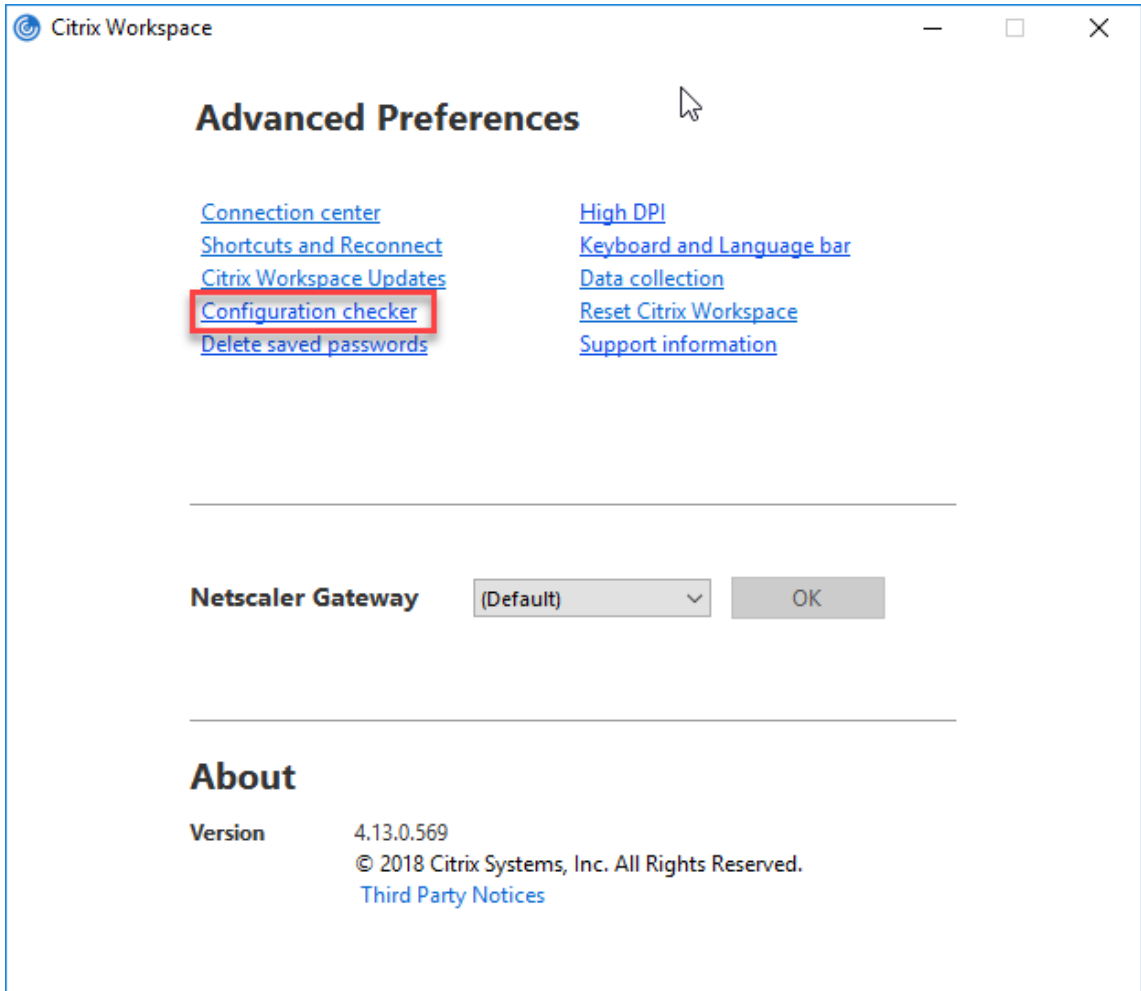 Citrix Workspace
Advanced Preferences
Connection center
Shortcuts and Reconnect
Citrix Workspace Updates
Configuration checker
Delete saved passwords
High DPI
Keyboard and Language bar
Data collection
Reset Citrix Workspace
Support information
Netscaler Gateway (Default) OK
About
Version 4.13.0.569
© 2018 Citrix Systems, Inc. All Rights Reserved.
Third Party Notices